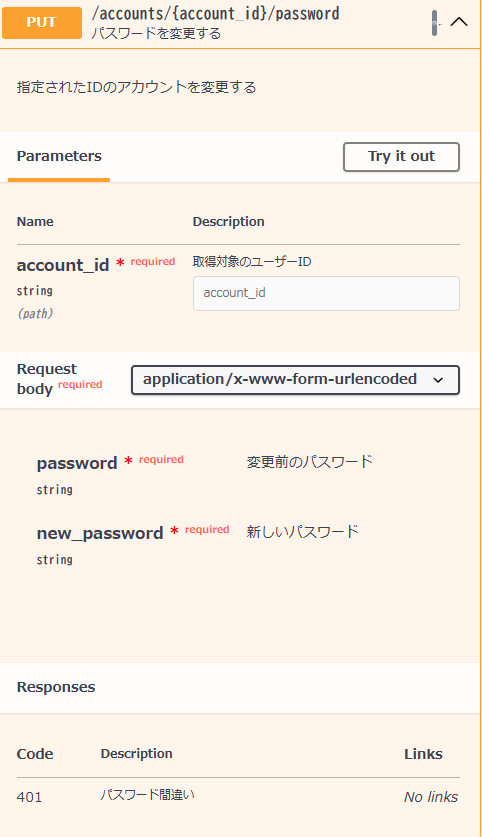 PUT /accounts/{account_id}/password
パスワードを変更する
指定されたIDのアカウントを変更する
Parameters Try it out
Name Description
account_id * required 取得対象のユーザーID
string account_id
(path)
Request body required application/x-www-form-urlencoded
password * required 変更前のパスワード
string
new_password * required 新しいパスワード
string
Responses
Code Description Links
401 パスワード間違い No links